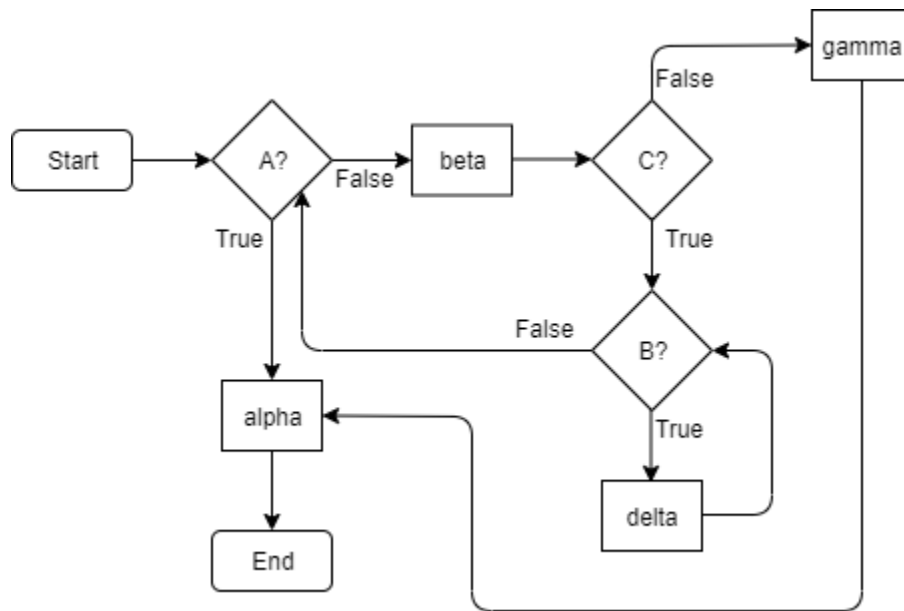 gamma
False
Start
A?
beta
C?
False
True
True
False
B?
alpha
True
delta
End